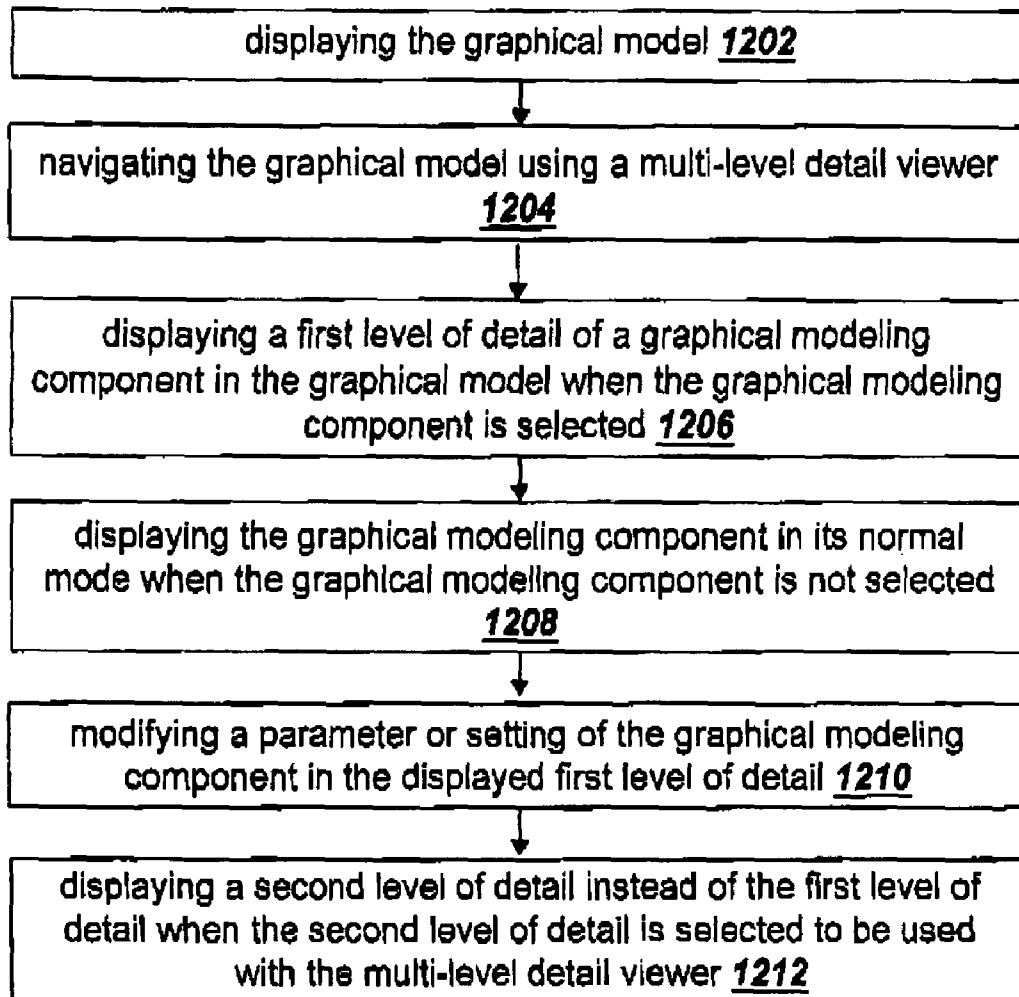 displaying the graphical model 1202
navigating the graphical model using a multi-level detail viewer
1204
displaying a first level of detail of a graphical modeling
component in the graphical model when the graphical modeling
component is selected 1206
displaying the graphical modeling component in its normal
mode when the graphical modeling component is not selected
1208
modifying a parameter or setting of the graphical modeling
component in the displayed first level of detail 1210
displaying a second level of detail instead of the first level of
detail when the second level of detail is selected to be used
with the multi-level detail viewer 1212